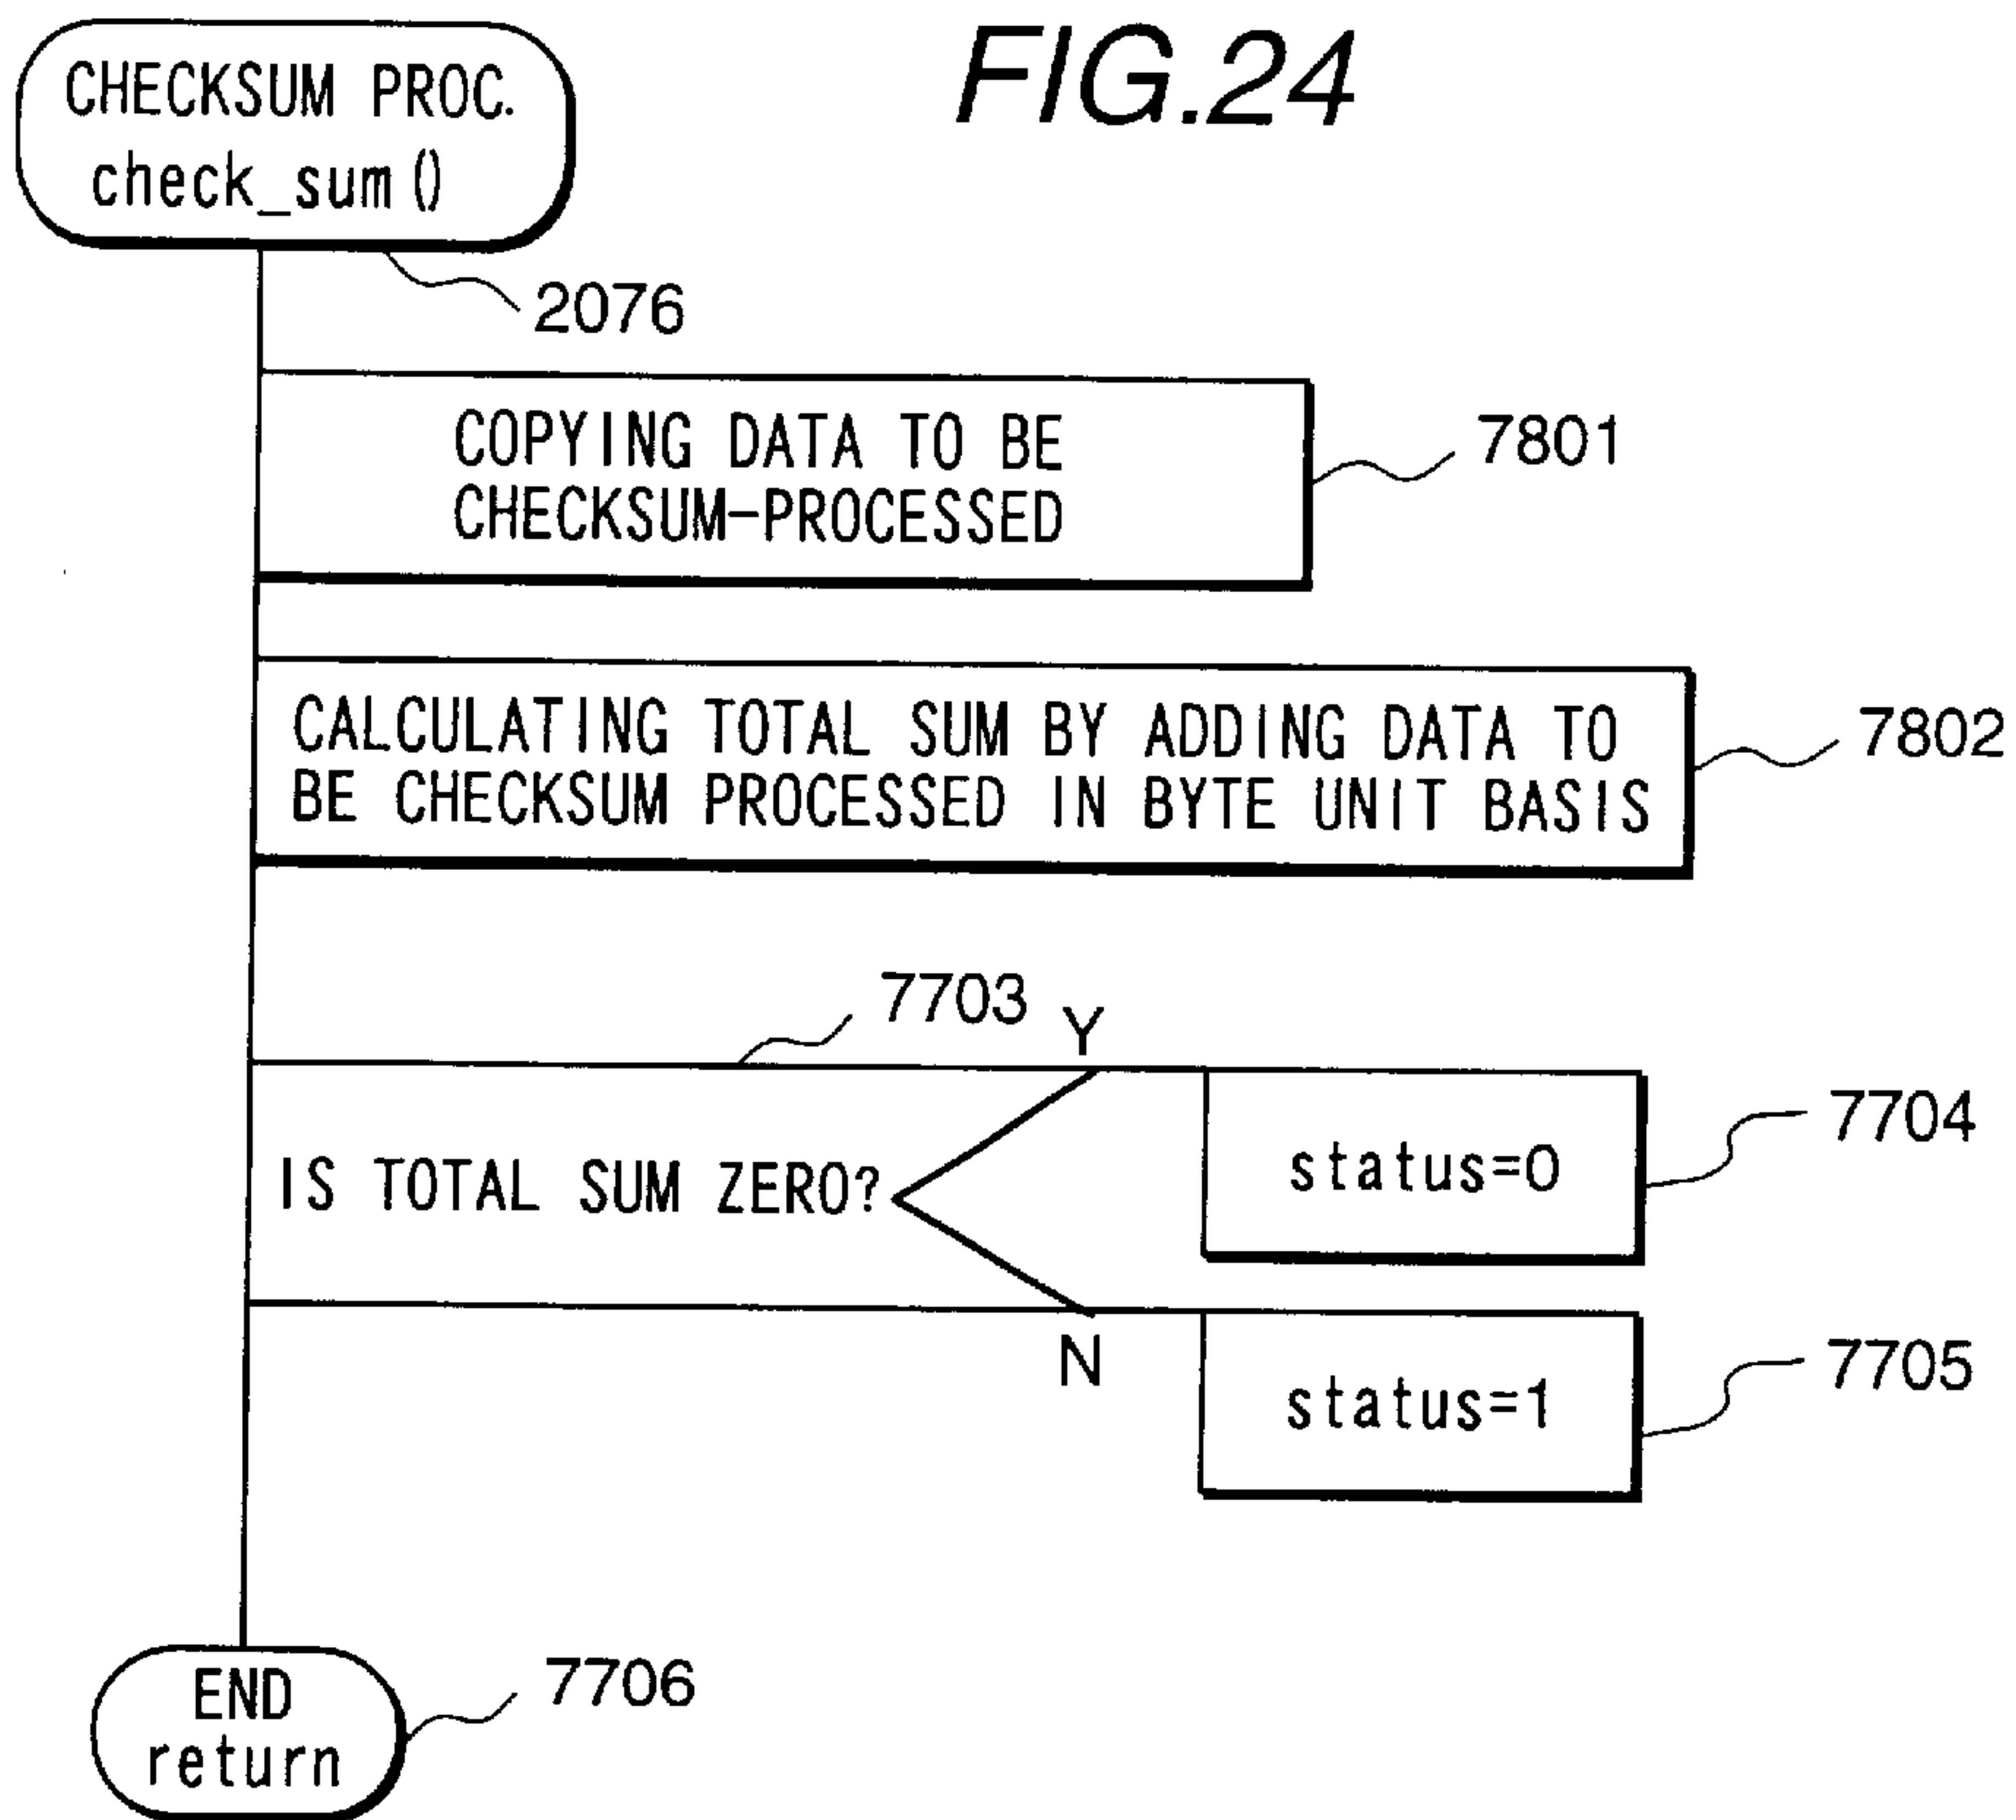 FIG.24
CHECKSUM PROC.
check_sum()
2076
COPYING DATA TO BE
CHECKSUM-PROCESSED
7801
CALCULATING TOTAL SUM BY ADDING DATA TO
BE CHECKSUM PROCESSED IN BYTE UNIT BASIS
7802
7703
Y
IS TOTAL SUM ZERO?
status=0
7704
N
status=1
7705
END
return
7706